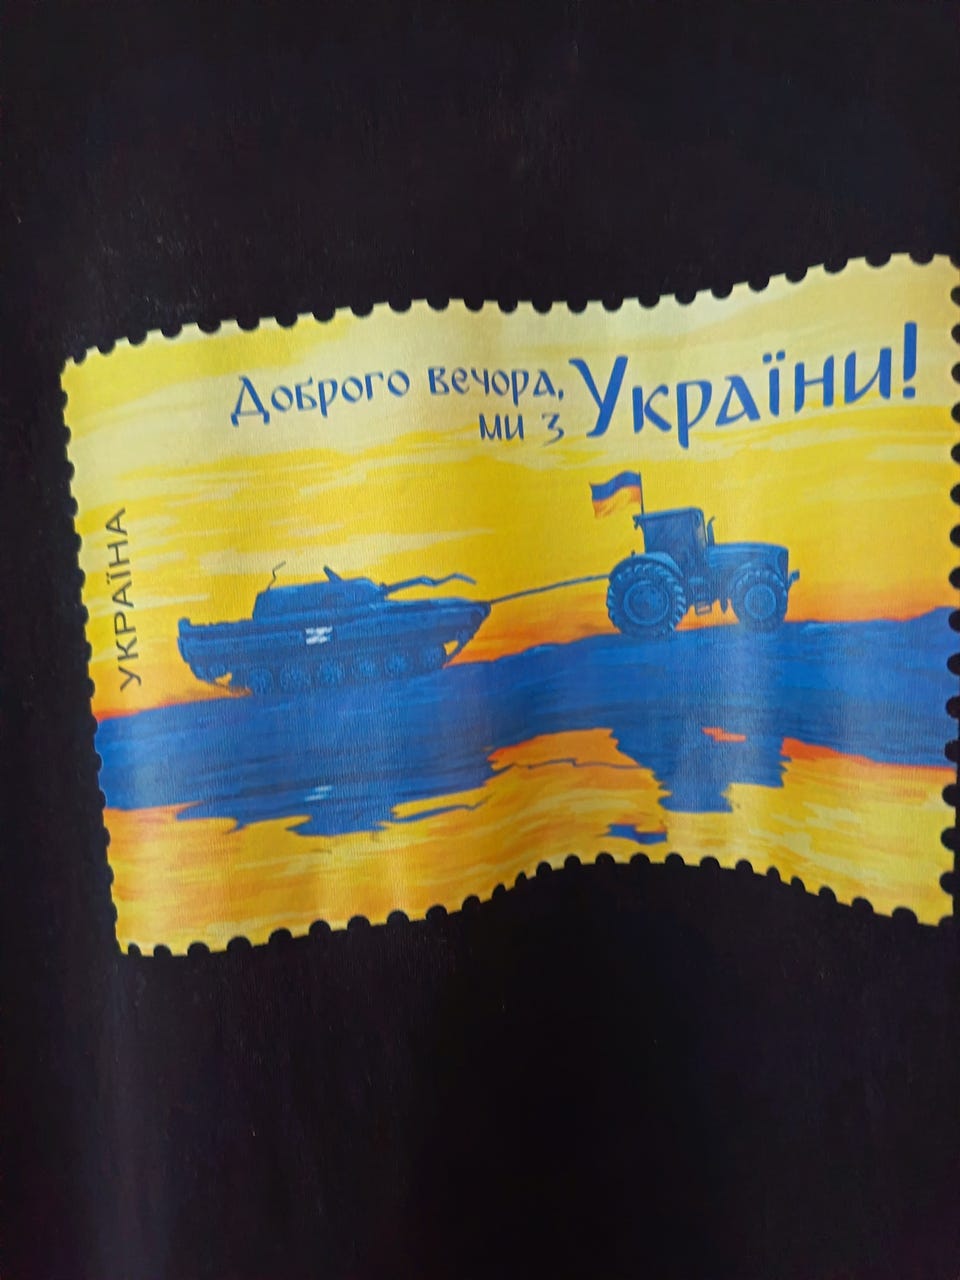 Доброго вечора,
ми з України!
УКРАЇНА